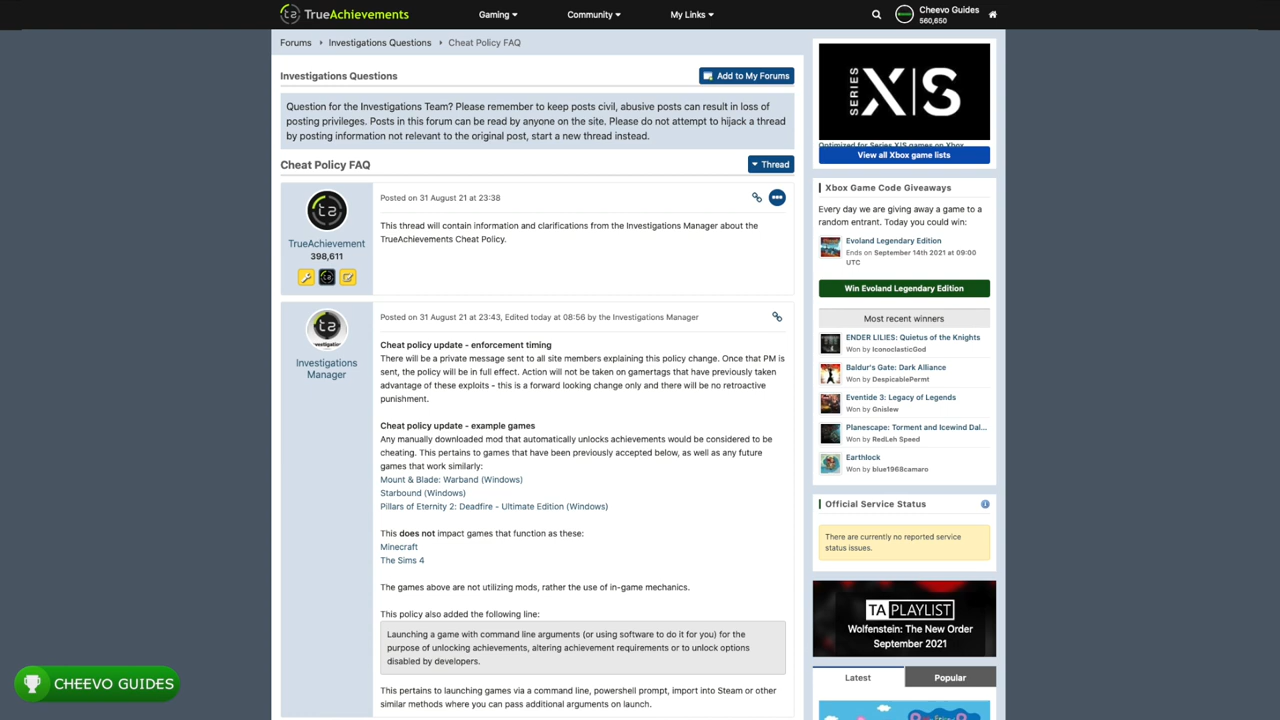 TrueAchievements
Gaming
Community
My Links
Cheevo Guides
560,650
Forums
Investigations Questions
Cheat Policy FAQ
Investigations Questions
Add to My Forums
Question for the Investigations Team? Please remember to keep posts civil, abusive posts can result in loss of
posting privileges. Posts in this forum can be read by anyone on the site. Please do not attempt to hijack a thread
by posting information not relevant to the original post, start a new thread instead.
Cheat Policy FAQ
Thread
Posted on 31 August 21 at 23:38
TrueAchievement
398,611
This thread will contain information and clarifications from the Investigations Manager about the
TrueAchievements Cheat Policy.
Investigations
Manager
Posted on 31 August 21 at 23:43, Edited today at 08:56 by the Investigations Manager
Cheat policy update - enforcement timing
There will be a private message sent to all site members explaining this policy change. Once that PM is
sent, the policy will be in full effect. Action will not be taken on gamertags that have previously taken
advantage of these exploits - this is a forward looking change only and there will be no retroactive
punishment.
Cheat policy update - example games
Any manually downloaded mod that automatically unlocks achievements would be considered to be
cheating. This pertains to games that have been previously accepted below, as well as any future
games that work similarly:
Mount & Blade: Warband (Windows)
Starbound (Windows)
Pillars of Eternity 2: Deadfire - Ultimate Edition (Windows)
This does not impact games that function as these:
Minecraft
The Sims 4
The games above are not utilizing mods, rather the use of in-game mechanics.
This policy also added the following line:
Launching a game with command line arguments (or using software to do it for you) for the
purpose of unlocking achievements, altering achievement requirements or to unlock options
disabled by developers.
This pertains to launching games via a command line, powershell prompt, import into Steam or other
similar methods where you can pass additional arguments on launch.
SERIES X|S
Optimized for Series X|S games on Xbox
View all Xbox game lists
Xbox Game Code Giveaways
Every day we are giving away a game to a
random entrant. Today you could win:
Evoland Legendary Edition
Ends on September 14th 2021 at 09:00
UTC
Win Evoland Legendary Edition
Most recent winners
ENDER LILIES: Quietus of the Knights
Won by IconoclasticGod
Baldur's Gate: Dark Alliance
Won by DespicablePermt
Eventide 3: Legacy of Legends
Won by Gnislew
Planescape: Torment and Icewind Dal...
Won by RedLeh Speed
Earthlock
Won by blue1968camaro
Official Service Status
There are currently no reported service
status issues.
TA PLAYLIST
Wolfenstein: The New Order
September 2021
Latest
Popular
CHEEVO GUIDES